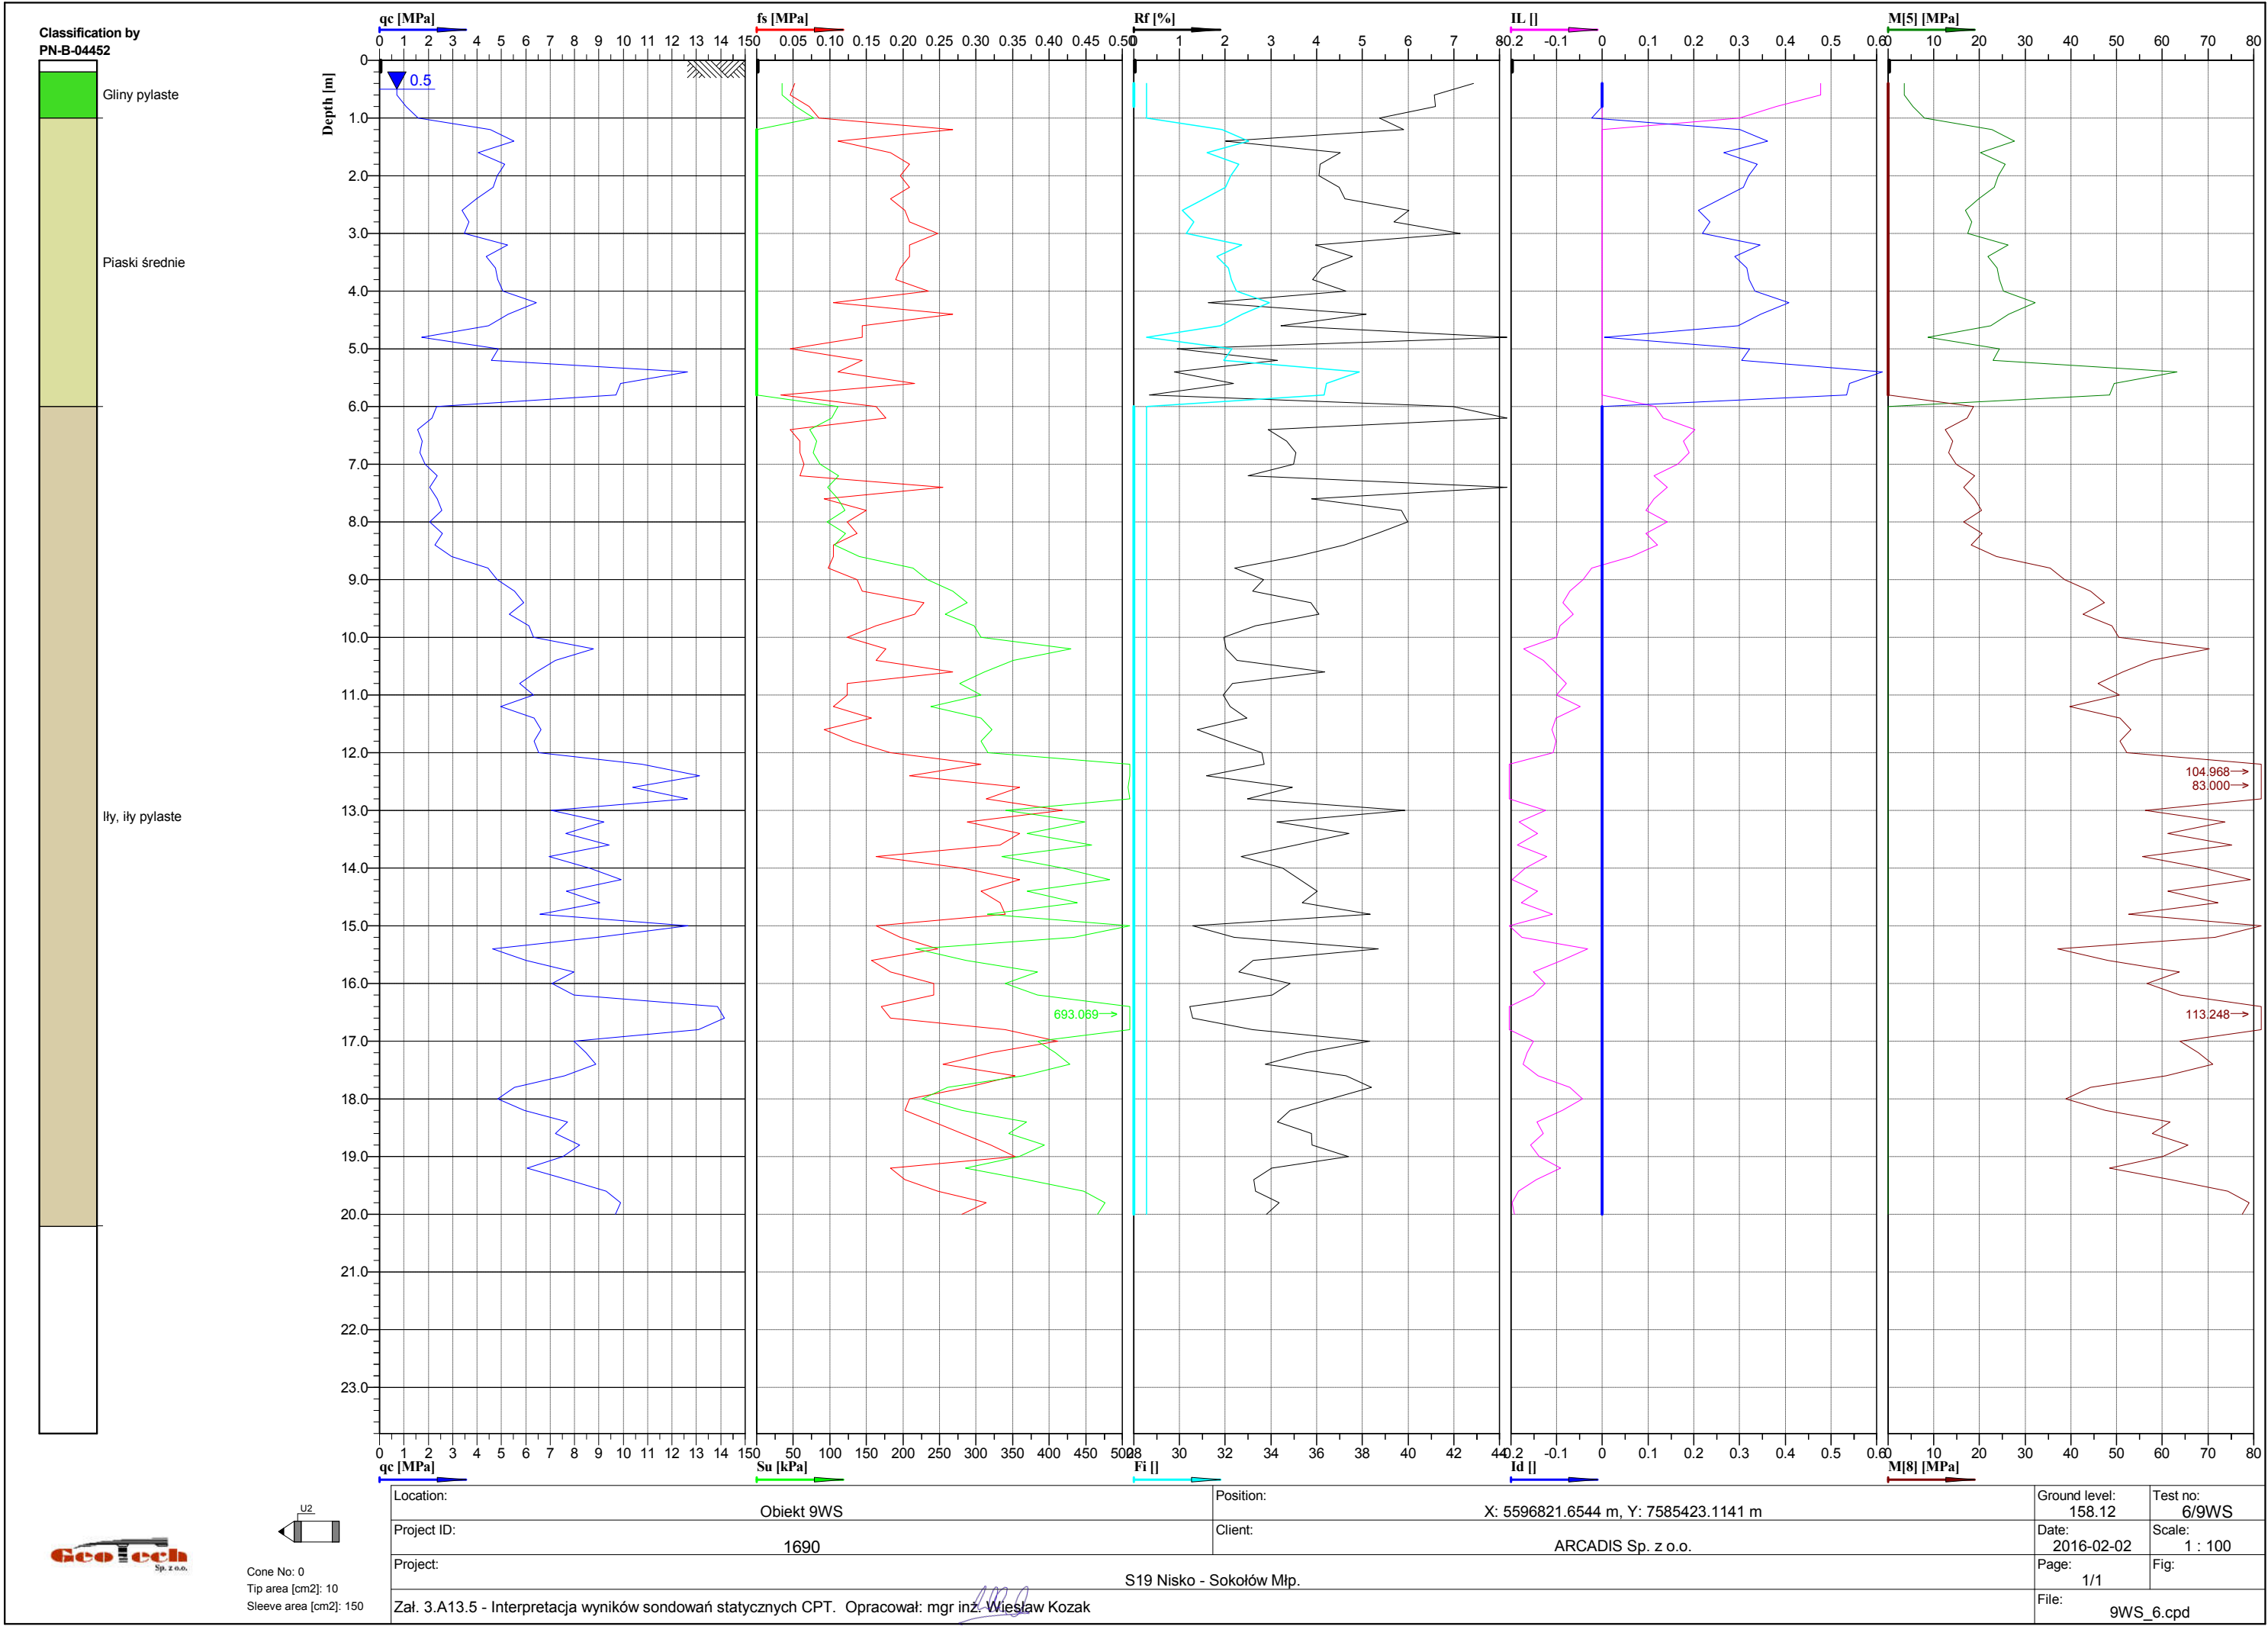 Classification by
PN-B-04452
Gliny pylaste
Piaski średnie
Iły, iły pylaste
qc [MPa]
0 1 2 3 4 5 6 7 8 9 10 11 12 13 14 15
fs [MPa]
0 0.05 0.10 0.15 0.20 0.25 0.30 0.35 0.40 0.45 0.50
Rf [%]
0 1 2 3 4 5 6 7 8
IL []
-0.2 -0.1 0 0.1 0.2 0.3 0.4 0.5 0.6
M[5] [MPa]
0 10 20 30 40 50 60 70 80
Depth [m]
0
0.5
1.0
2.0
3.0
4.0
5.0
6.0
7.0
8.0
9.0
10.0
11.0
12.0
104.968
83.000
13.0
14.0
15.0
16.0
693.069
113.248
17.0
18.0
19.0
20.0
21.0
22.0
23.0
0 1 2 3 4 5 6 7 8 9 10 11 12 13 14 15
qc [MPa]
0 50 100 150 200 250 300 350 400 450 500
Su [kPa]
28 30 32 34 36 38 40 42 44
Fi []
-0.2 -0.1 0 0.1 0.2 0.3 0.4 0.5 0.6
Id []
0 10 20 30 40 50 60 70 80
M[8] [MPa]
GeoTech
Sp. z o.o.
U2
Cone No: 0
Tip area [cm2]: 10
Sleeve area [cm2]: 150
Location:
Obiekt 9WS
Position:
X: 5596821.6544 m, Y: 7585423.1141 m
Ground level:
158.12
Test no:
6/9WS
Project ID:
1690
Client:
ARCADIS Sp. z o.o.
Date:
2016-02-02
Scale:
1 : 100
Project:
S19 Nisko - Sokołów Młp.
Page:
1/1
Fig:
Zał. 3.A13.5 - Interpretacja wyników sondowań statycznych CPT. Opracował: mgr inż. Wiesław Kozak
File:
9WS_6.cpd